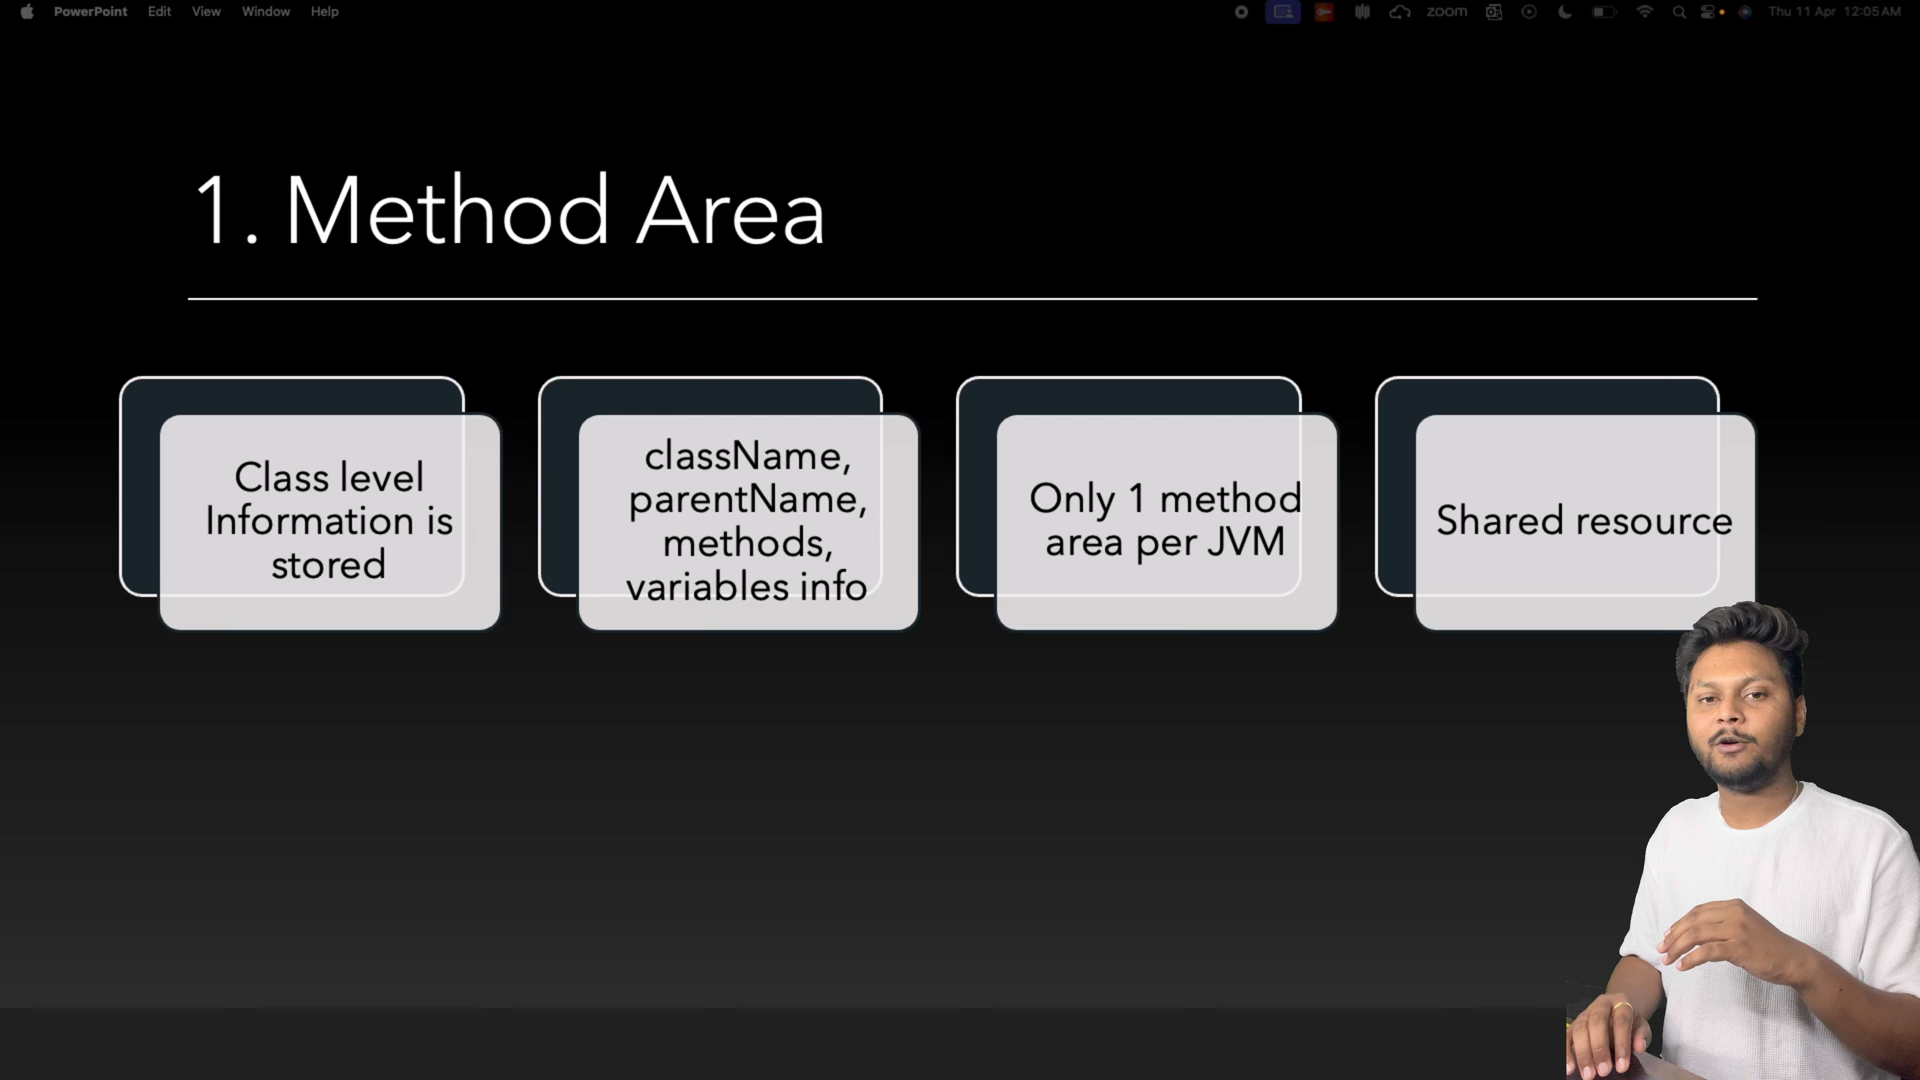 PowerPoint Edit View Window Help zoom Thu 11 Apr 12:05 AM
1. Method Area
Class level
Information is
stored
className,
parentName,
methods,
variables info
Only 1 method
area per JVM
Shared resource